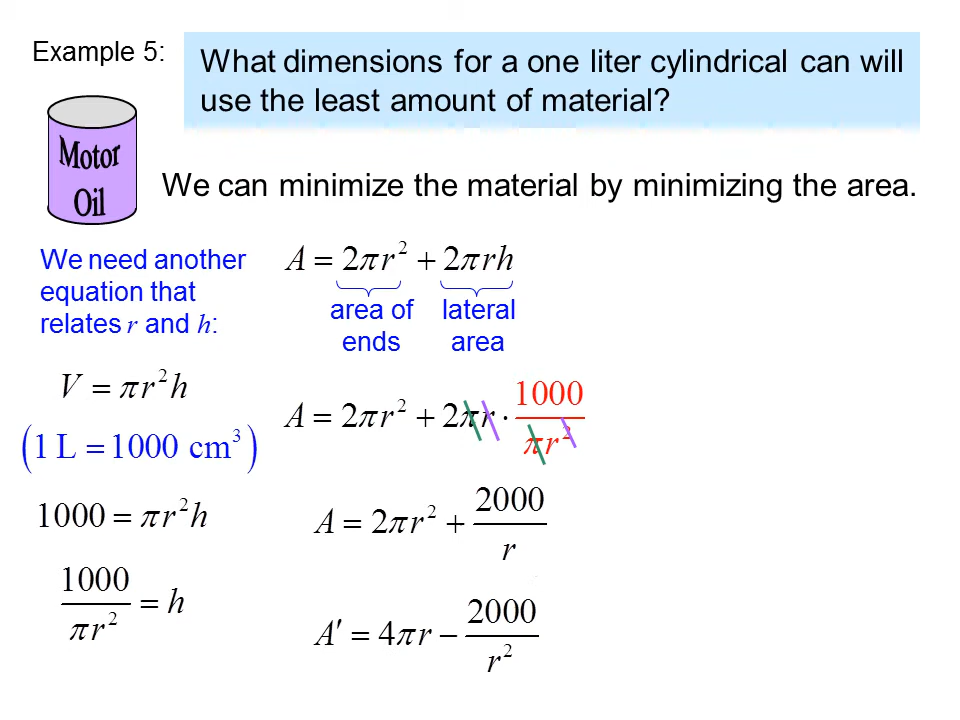 Example 5:
What dimensions for a one liter cylindrical can will
use the least amount of material?
Motor
Oil
We can minimize the material by minimizing the area.
We need another
equation that
relates r and h:
A = 2πr² + 2πrh
area of ends
lateral area
V = πr²h
(1 L = 1000 cm³)
1000 = πr²h
1000/πr² = h
A = 2πr² + 2πr · 1000/πr²
A = 2πr² + 2000/r
A′ = 4πr − 2000/r²